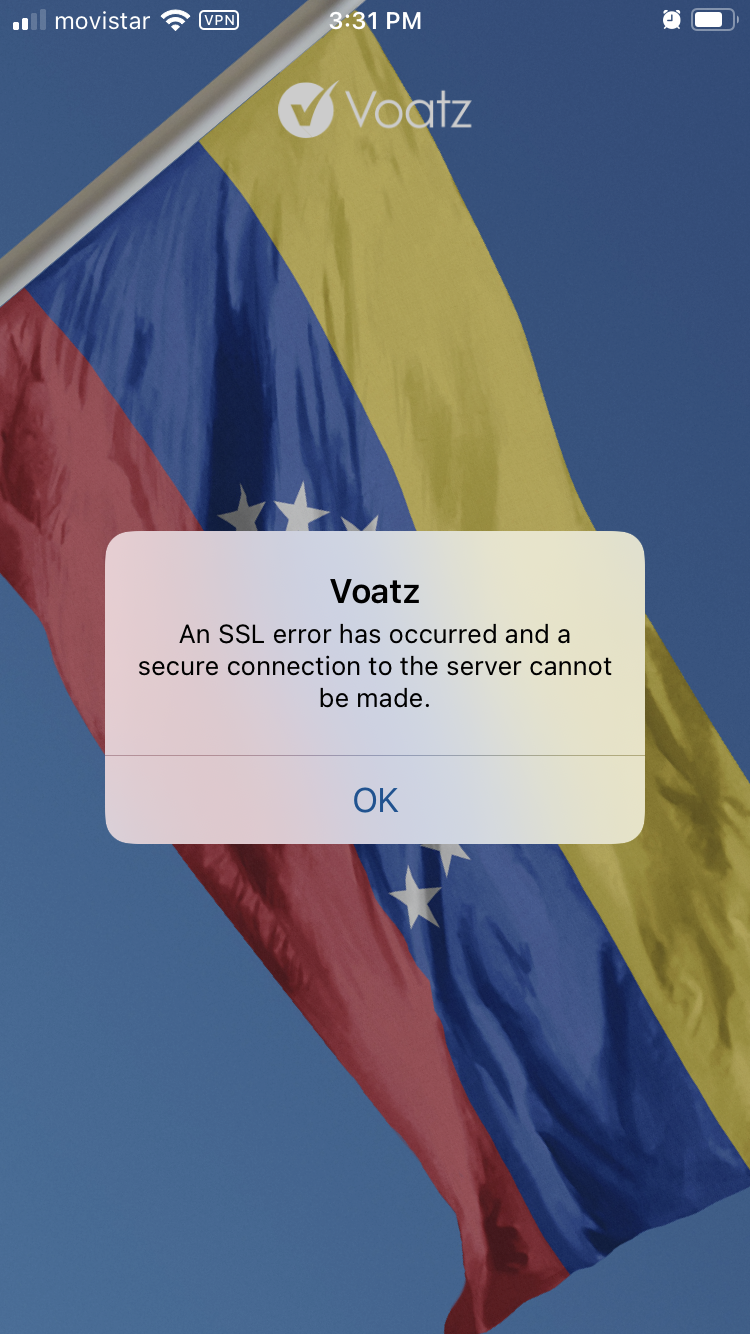 movistar VPN 3:31 PM
Voatz
Voatz
An SSL error has occurred and a
secure connection to the server cannot
be made.
OK